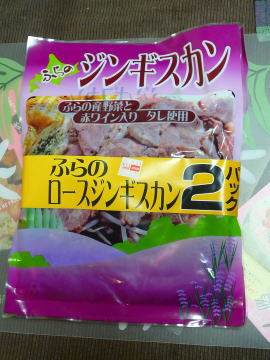 ふらの
ジンギスカン
ふらの産野菜と
赤ワイン入り タレ使用
ふらの
ロースジンギスカン
2パック